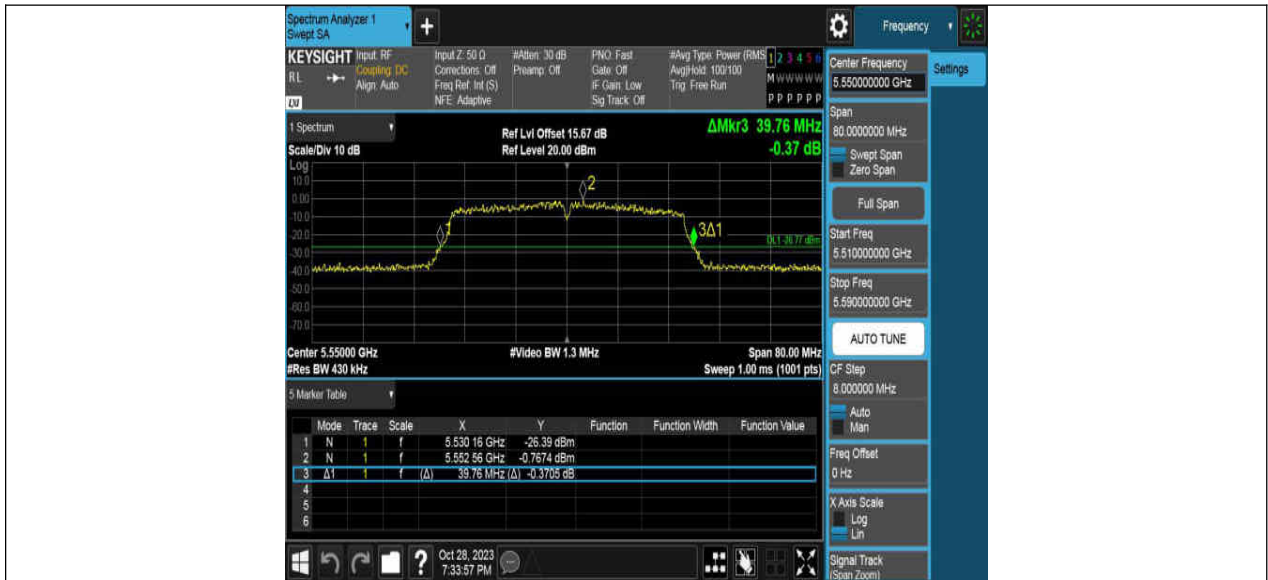 Spectrum Analyzer 1
Swept SA
+
Frequency
KEYSIGHT
RL
LV
Input: RF
Coupling: DC
Align: Auto
Input Z: 50 Ω
Corrections: Off
Freq Ref: Int (S)
NFE: Adaptive
#Atten: 30 dB
Preamp: Off
PNO: Fast
Gate: Off
IF Gain: Low
Sig Track: Off
#Avg Type: Power (RMS
Avg|Hold: 100/100
Trig: Free Run
1 2 3 4 5 6
M W W W W W
P P P P P P
Center Frequency
5.550000000 GHz
Settings
Span
80.0000000 MHz
Swept Span
Zero Span
Full Span
Start Freq
5.510000000 GHz
Stop Freq
5.590000000 GHz
AUTO TUNE
CF Step
8.000000 MHz
Auto
Man
Freq Offset
0 Hz
X Axis Scale
Log
Lin
Signal Track
(Span Zoom)
1 Spectrum
Scale/Div 10 dB
Ref Lvl Offset 15.67 dB
Ref Level 20.00 dBm
ΔMkr3 39.76 MHz
-0.37 dB
Log
10.0
0.00
-10.0
-20.0
-30.0
-40.0
-50.0
-60.0
-70.0
1
2
3Δ1
DL1 -26.77 dBm
Center 5.55000 GHz
#Video BW 1.3 MHz
Span 80.00 MHz
#Res BW 430 kHz
Sweep 1.00 ms (1001 pts)
5 Marker Table
Mode Trace Scale X Y Function Function Width Function Value
1 N 1 f 5.530 16 GHz -26.39 dBm
2 N 1 f 5.552 56 GHz -0.7674 dBm
3 Δ1 1 f (Δ) 39.76 MHz (Δ) -0.3705 dB
4
5
6
?
Oct 28, 2023
7:33:57 PM